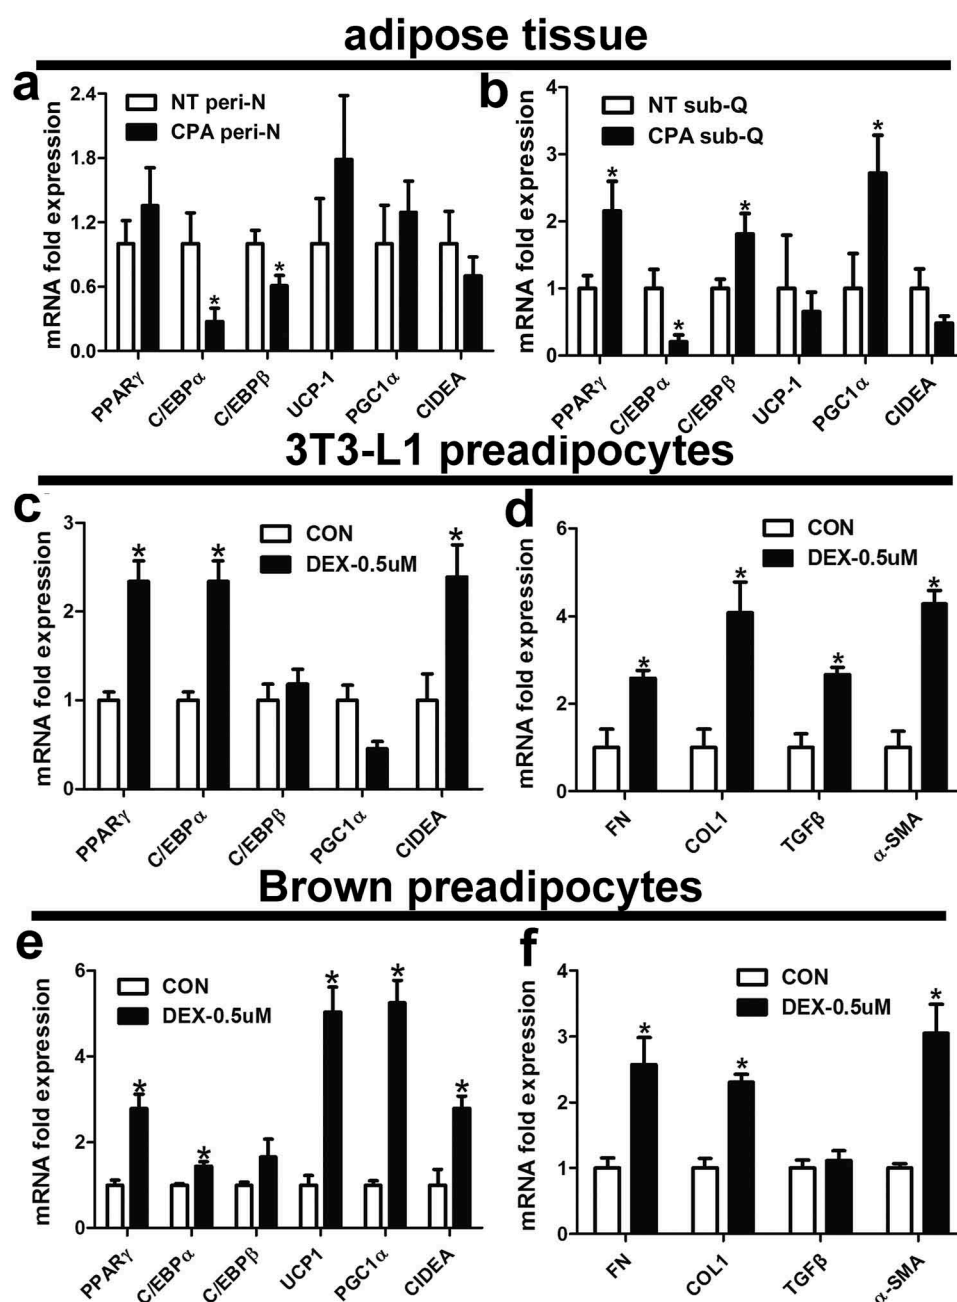 adipose tissue
a
mRNA fold expression
2.4
1.8
1.2
0.6
0.0
NT peri-N
CPA peri-N
*
*
PPARγ
C/EBPα
C/EBPβ
UCP-1
PGC1α
CIDEA
b
mRNA fold expression
4
3
2
1
0
NT sub-Q
CPA sub-Q
*
*
*
*
PPARγ
C/EBPα
C/EBPβ
UCP-1
PGC1α
CIDEA
3T3-L1 preadipocytes
c
mRNA fold expression
3
2
1
0
CON
DEX-0.5uM
*
*
*
PPARγ
C/EBPα
C/EBPβ
PGC1α
CIDEA
d
mRNA fold expression
6
4
2
0
CON
DEX-0.5uM
*
*
*
*
FN
COL1
TGFβ
α-SMA
Brown preadipocytes
e
mRNA fold expression
6
4
2
0
CON
DEX-0.5uM
*
*
*
*
*
PPARγ
C/EBPα
C/EBPβ
UCP1
PGC1α
CIDEA
f
mRNA fold expression
4
3
2
1
0
CON
DEX-0.5uM
*
*
*
FN
COL1
TGFβ
α-SMA